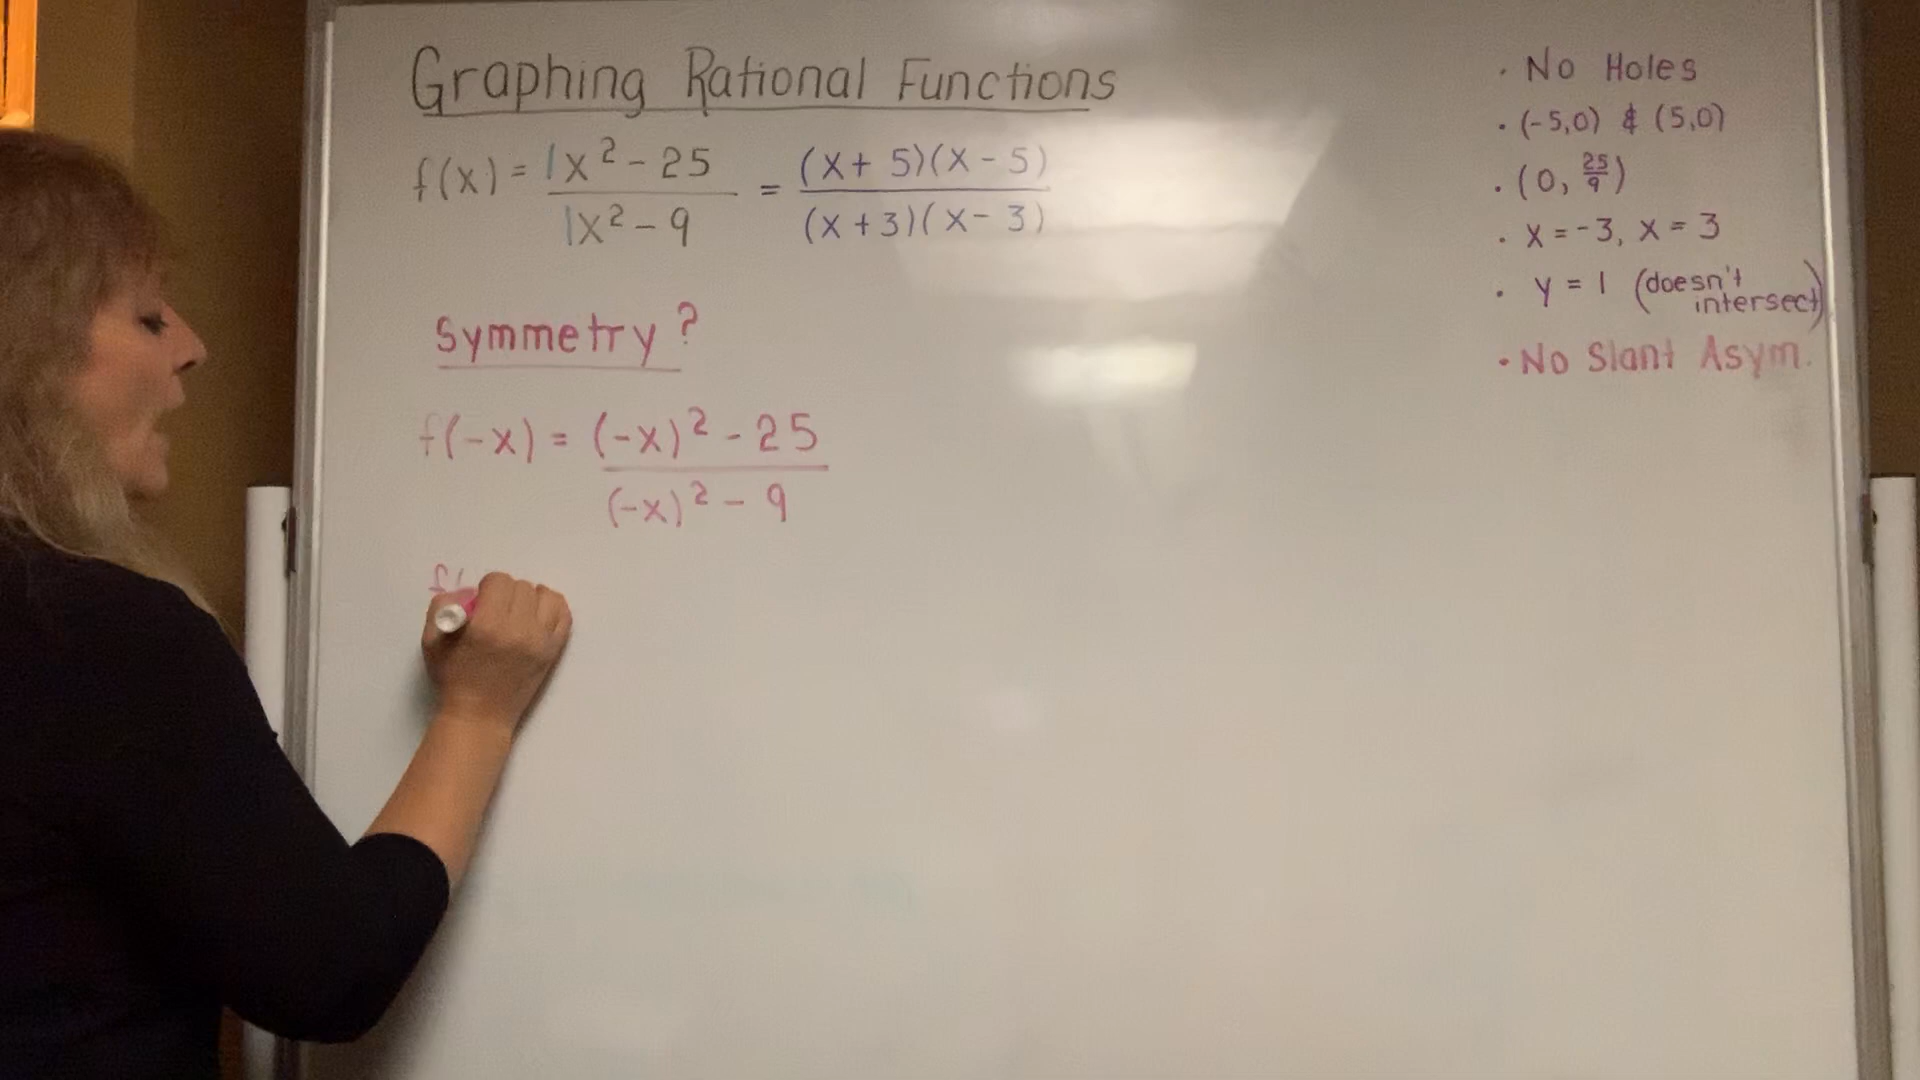 Graphing Rational Functions
f(x) = 1x² - 25 / 1x² - 9 = (x + 5)(x - 5) / (x + 3)(x - 3)
Symmetry?
f(-x) = (-x)² - 25 / (-x)² - 9
f(
· No Holes
· (-5,0) & (5,0)
· (0, 25/9)
· x = -3, x = 3
· y = 1 (doesn't
intersect)
· No Slant Asym.